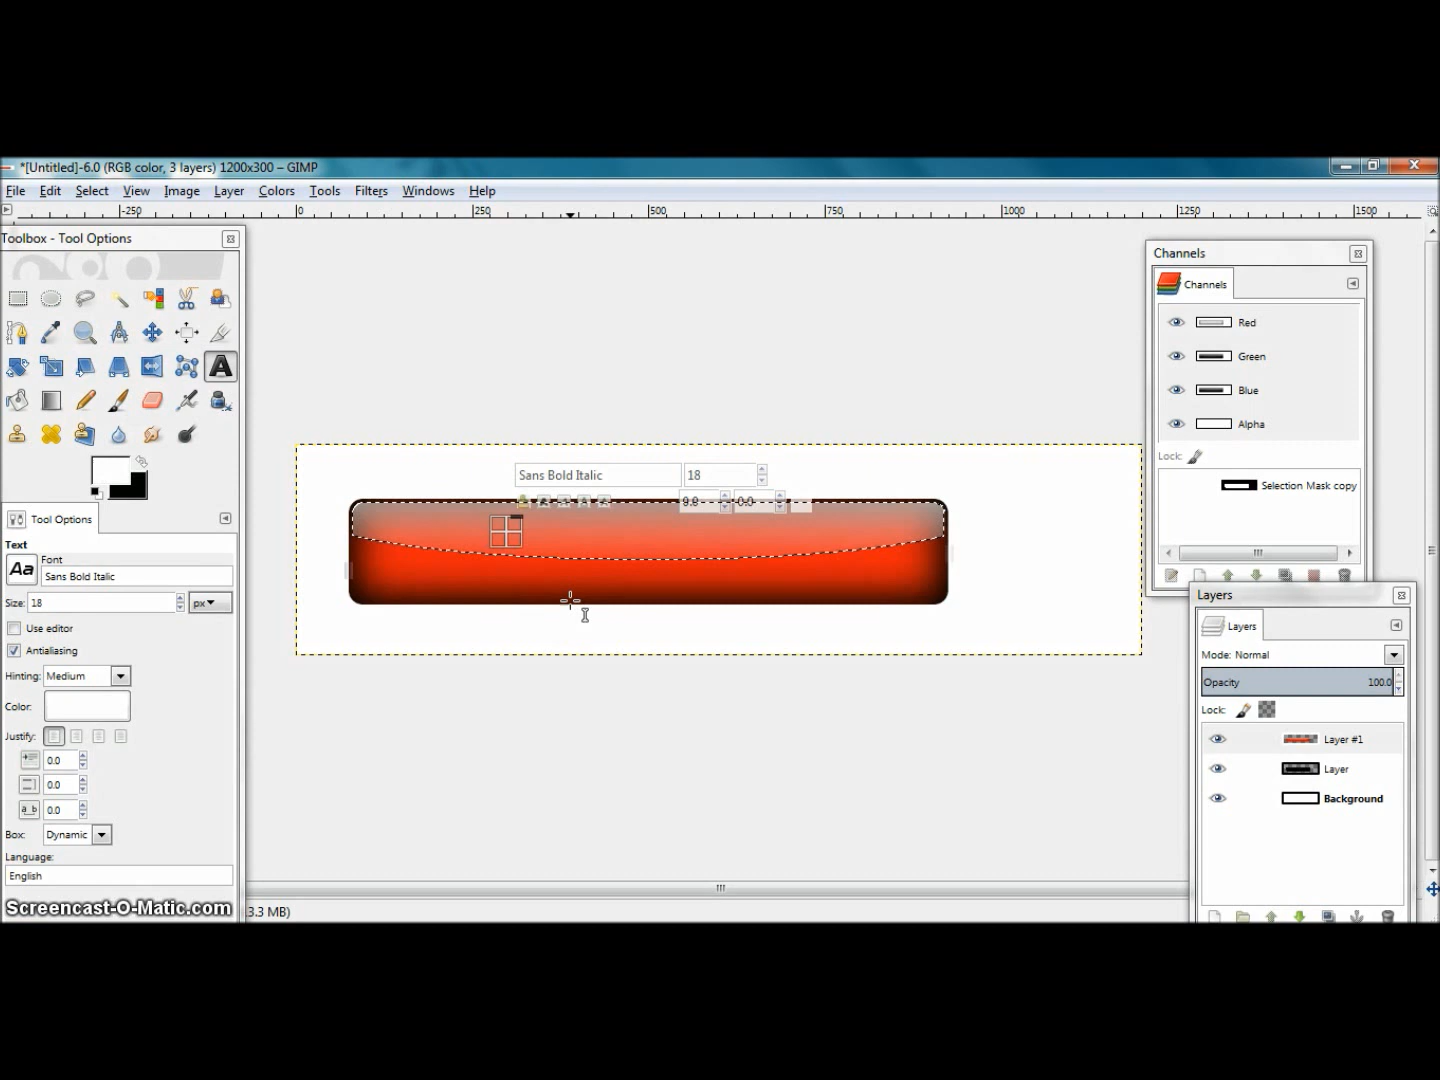 *[Untitled]-6.0 (RGB color, 3 layers) 1200x300 – GIMP
File Edit Select View Image Layer Colors Tools Filters Windows Help
-250 0 250 500 750 1000 1250 1500
Toolbox - Tool Options
Channels
Channels
Red
Green
Blue
Alpha
Lock:
Selection Mask copy
Sans Bold Italic 18
0.0
Tool Options
Text
Font
Aa Sans Bold Italic
Size: 18 px
Use editor
Antialiasing
Hinting: Medium
Color:
Justify:
0.0
0.0
a b 0.0
Box: Dynamic
Language:
English
Screencast-O-Matic.com
3.3 MB)
Layers
Layers
Mode: Normal
Opacity 100.0
Lock:
Layer #1
Layer
Background